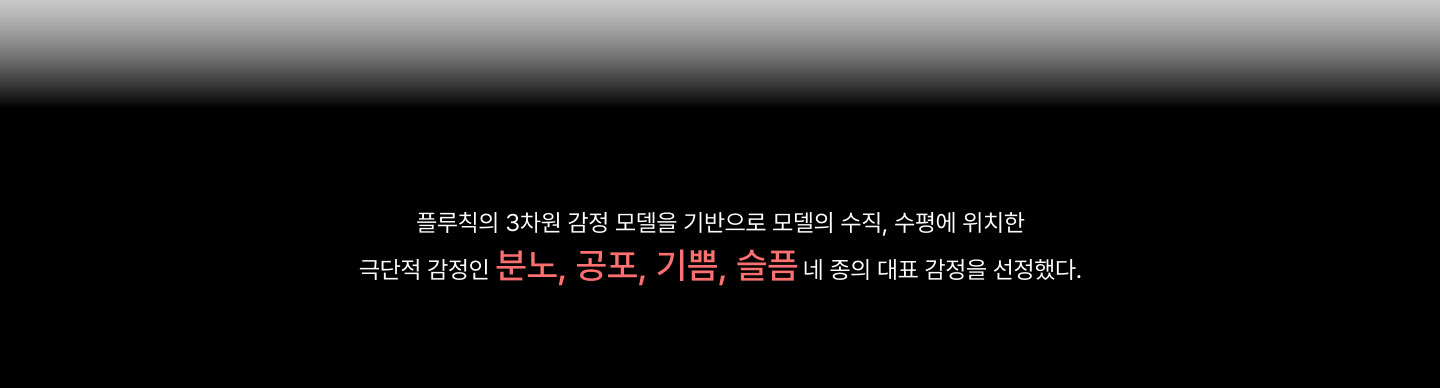 플루칙의 3차원 감정 모델을 기반으로 모델의 수직, 수평에 위치한
극단적 감정인 분노, 공포, 기쁨, 슬픔 네 종의 대표 감정을 선정했다.